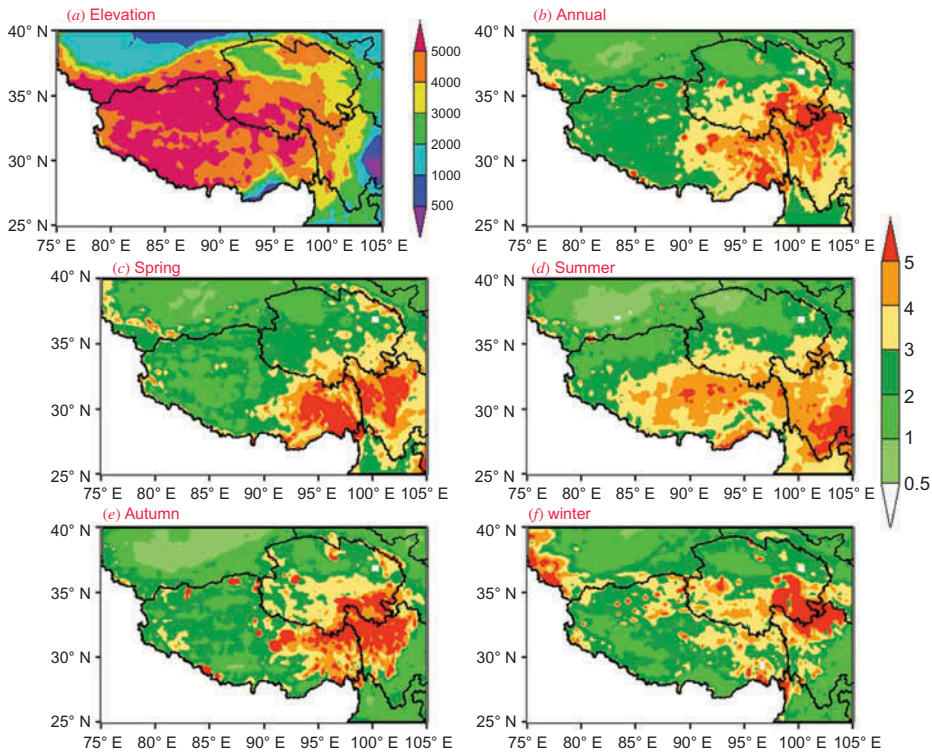 (a) Elevation
(b) Annual
40° N
35° N
30° N
25° N
75° E 80° E 85° E 90° E 95° E 100° E 105° E
5000
4000
3000
2000
1000
500
40° N
35° N
30° N
25° N
75° E 80° E 85° E 90° E 95° E 100° E 105° E
(c) Spring
(d) Summer
40° N
35° N
30° N
25° N
75° E 80° E 85° E 90° E 95° E 100° E 105° E
40° N
35° N
30° N
25° N
75° E 80° E 85° E 90° E 95° E 100° E 105° E
5
4
3
2
1
0.5
(e) Autumn
(f) winter
40° N
35° N
30° N
25° N
75° E 80° E 85° E 90° E 95° E 100° E 105° E
40° N
35° N
30° N
25° N
75° E 80° E 85° E 90° E 95° E 100° E 105° E